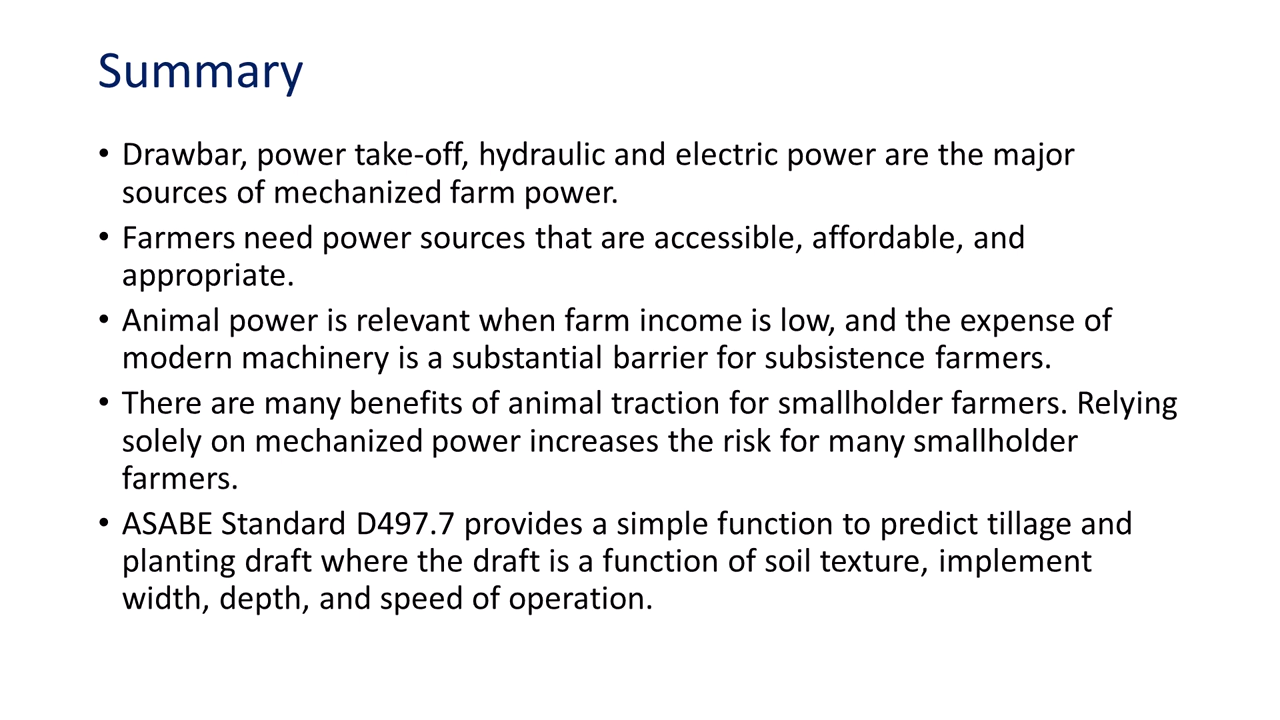 Summary
• Drawbar, power take-off, hydraulic and electric power are the major
sources of mechanized farm power.
• Farmers need power sources that are accessible, affordable, and
appropriate.
• Animal power is relevant when farm income is low, and the expense of
modern machinery is a substantial barrier for subsistence farmers.
• There are many benefits of animal traction for smallholder farmers. Relying
solely on mechanized power increases the risk for many smallholder
farmers.
• ASABE Standard D497.7 provides a simple function to predict tillage and
planting draft where the draft is a function of soil texture, implement
width, depth, and speed of operation.